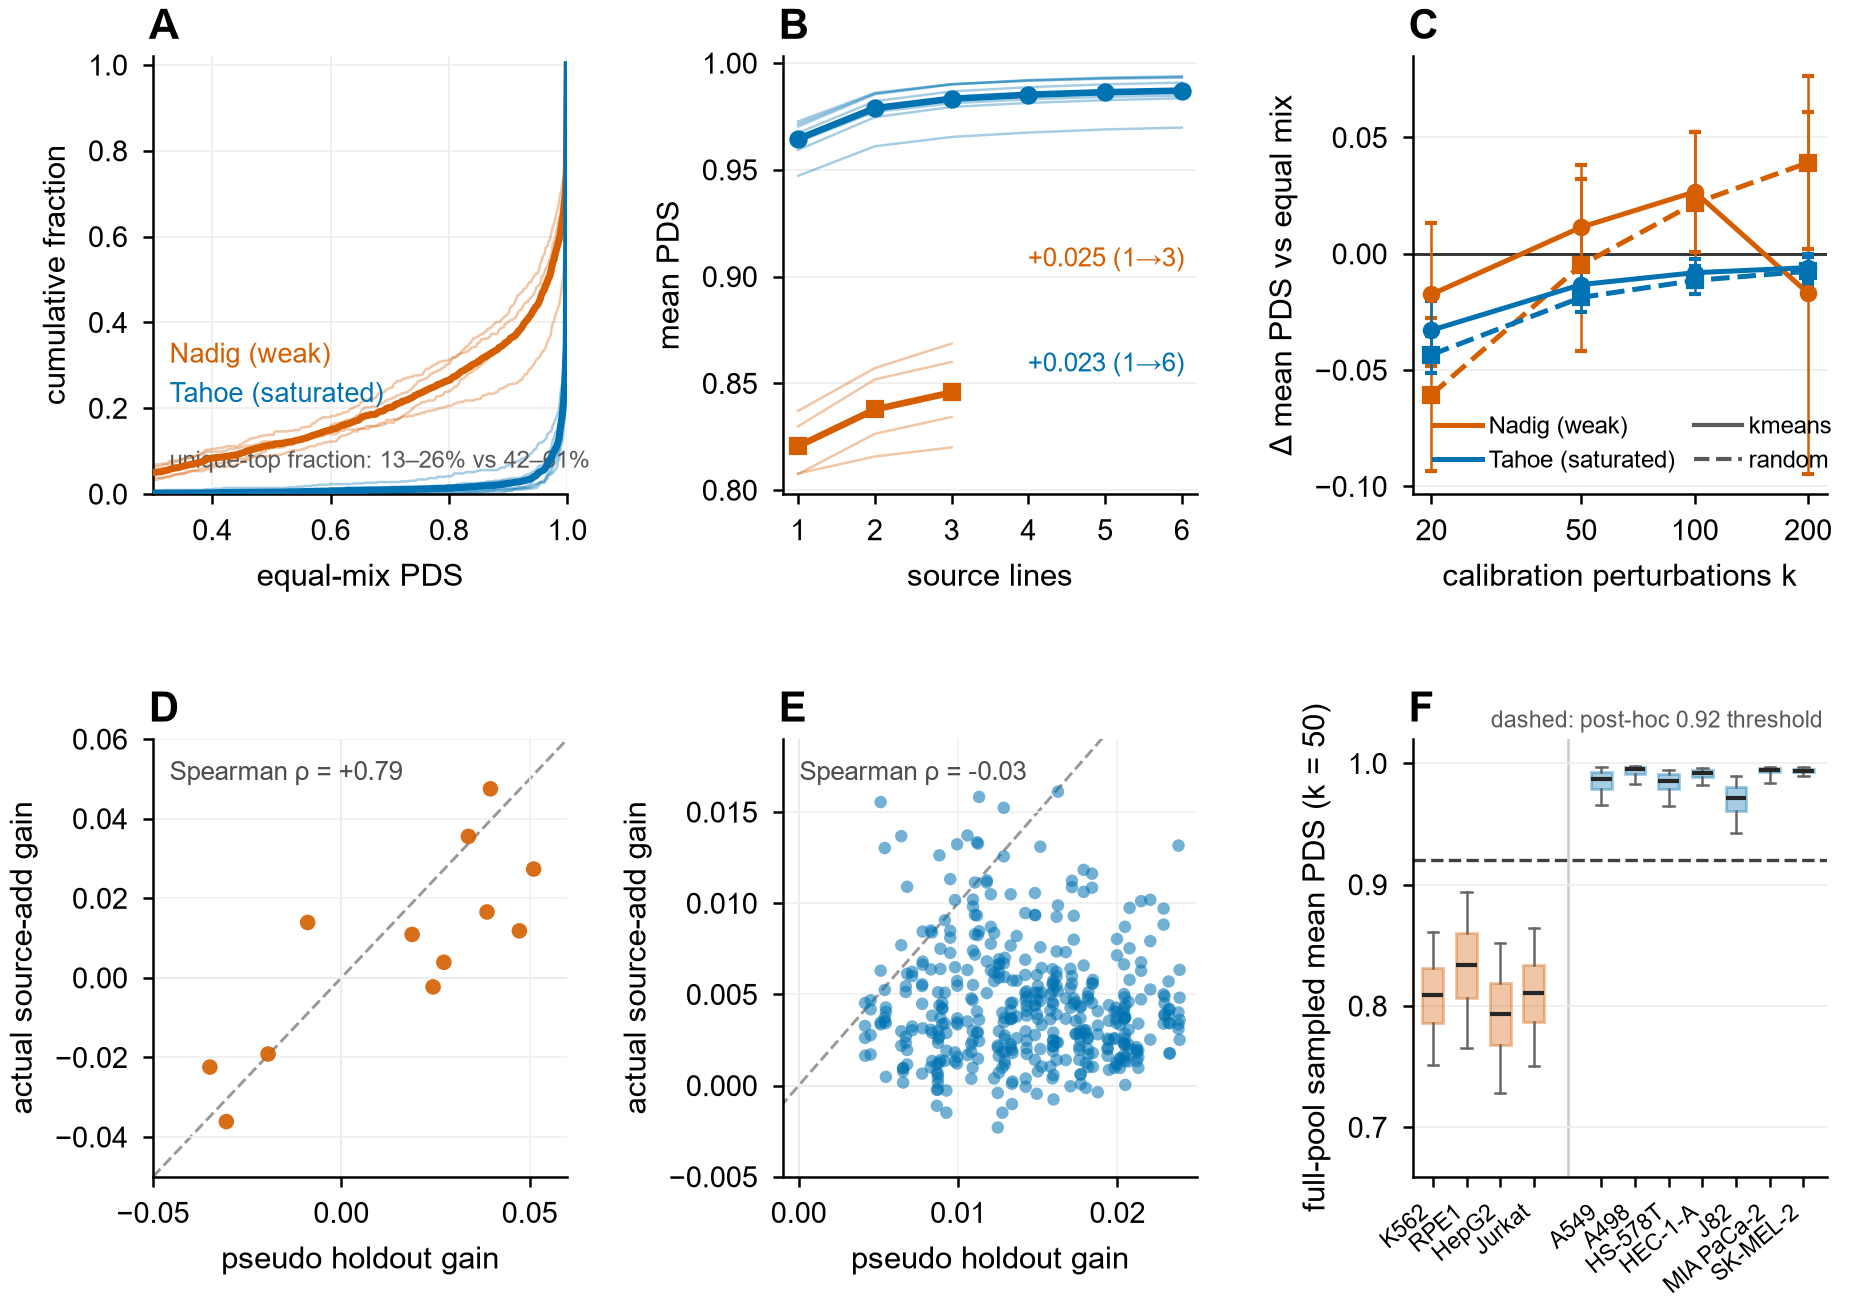 A
cumulative fraction
1.0
0.8
0.6
0.4
0.2
0.0
Nadig (weak)
Tahoe (saturated)
unique-top fraction: 13–26% vs 42–61%
0.4
0.6
0.8
1.0
equal-mix PDS
B
mean PDS
1.00
0.95
0.90
0.85
0.80
+0.025 (1→3)
+0.023 (1→6)
1
2
3
4
5
6
source lines
C
Δ mean PDS vs equal mix
0.05
0.00
−0.05
−0.10
Nadig (weak)
Tahoe (saturated)
kmeans
random
20
50
100
200
calibration perturbations k
D
actual source-add gain
0.06
0.04
0.02
0.00
−0.02
−0.04
Spearman ρ = +0.79
−0.05
0.00
0.05
pseudo holdout gain
E
actual source-add gain
0.015
0.010
0.005
0.000
−0.005
Spearman ρ = -0.03
0.00
0.01
0.02
pseudo holdout gain
F
dashed: post-hoc 0.92 threshold
full-pool sampled mean PDS (k = 50)
1.0
0.9
0.8
0.7
K562
RPE1
HepG2
Jurkat
A549
A498
HS-578T
HEC-1-A
J82
MIA PaCa-2
SK-MEL-2